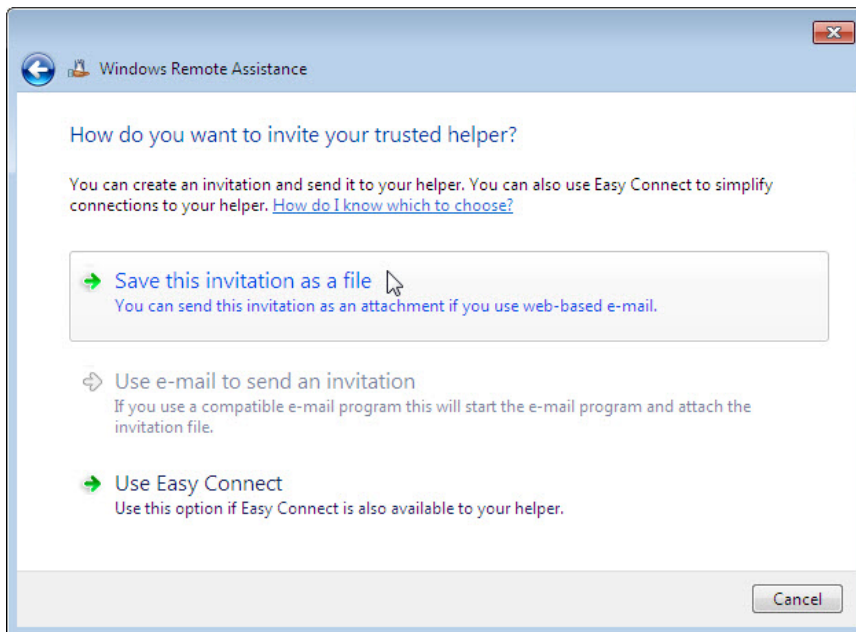 Windows Remote Assistance
How do you want to invite your trusted helper?
You can create an invitation and send it to your helper. You can also use Easy Connect to simplify
connections to your helper. How do I know which to choose?
Save this invitation as a file
You can send this invitation as an attachment if you use web-based e-mail.
Use e-mail to send an invitation
If you use a compatible e-mail program this will start the e-mail program and attach the
invitation file.
Use Easy Connect
Use this option if Easy Connect is also available to your helper.
Cancel